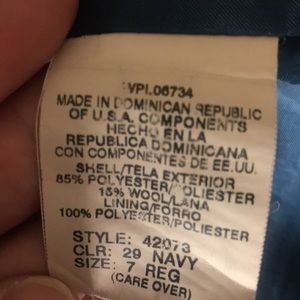 VPI.06734
MADE IN DOMINICAN REPUBLIC
OF U.S.A. COMPONENTS
HECHO EN LA
REPUBLICA DOMINICANA
CON COMPONENTES DE EE.UU.
SHELL/TELA EXTERIOR
85% POLYESTER/POLIESTER
15% WOOL/LANA
LINING/FORRO
100% POLYESTER/POLYESTER
STYLE: 42073
CLR: 29 NAVY
SIZE: 7 REG
(CARE OVER)